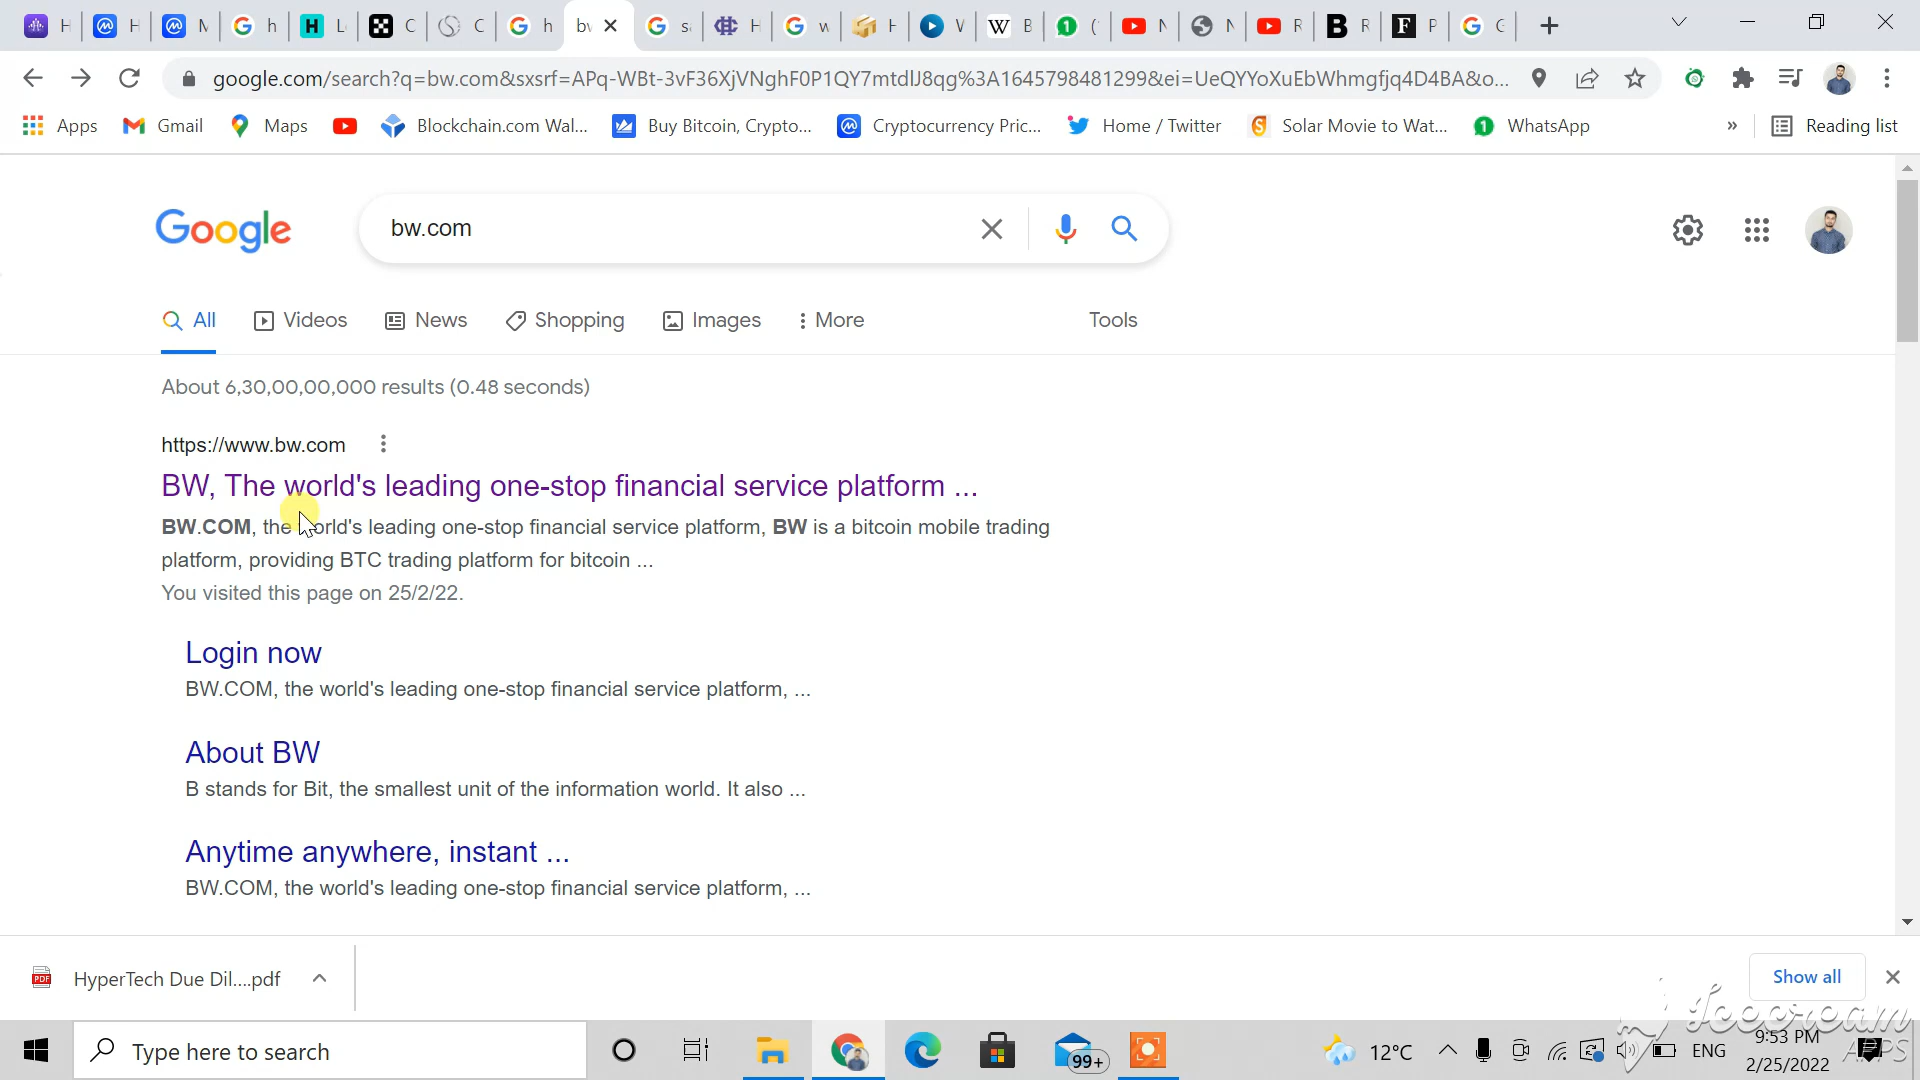 google.com/search?q=bw.com&sxsrf=APq-WBt-3vF36XjVNghF0P1QY7mtdlJ8qg%3A1645798481299&ei=UeQYYoXuEbWhmgfjq4D4BA&o...
Apps Gmail Maps Blockchain.com Wal... Buy Bitcoin, Crypto... Cryptocurrency Pric... Home / Twitter Solar Movie to Wat... WhatsApp » Reading list
Google bw.com
All Videos News Shopping Images More Tools
About 6,30,00,00,000 results (0.48 seconds)
https://www.bw.com
BW, The world's leading one-stop financial service platform ...
BW.COM, the world's leading one-stop financial service platform, BW is a bitcoin mobile trading
platform, providing BTC trading platform for bitcoin ...
You visited this page on 25/2/22.
Login now
BW.COM, the world's leading one-stop financial service platform, ...
About BW
B stands for Bit, the smallest unit of the information world. It also ...
Anytime anywhere, instant ...
BW.COM, the world's leading one-stop financial service platform, ...
HyperTech Due Dil....pdf Show all
Icecream
APPS
Type here to search 99+ 12°C ENG 9:53 PM
2/25/2022